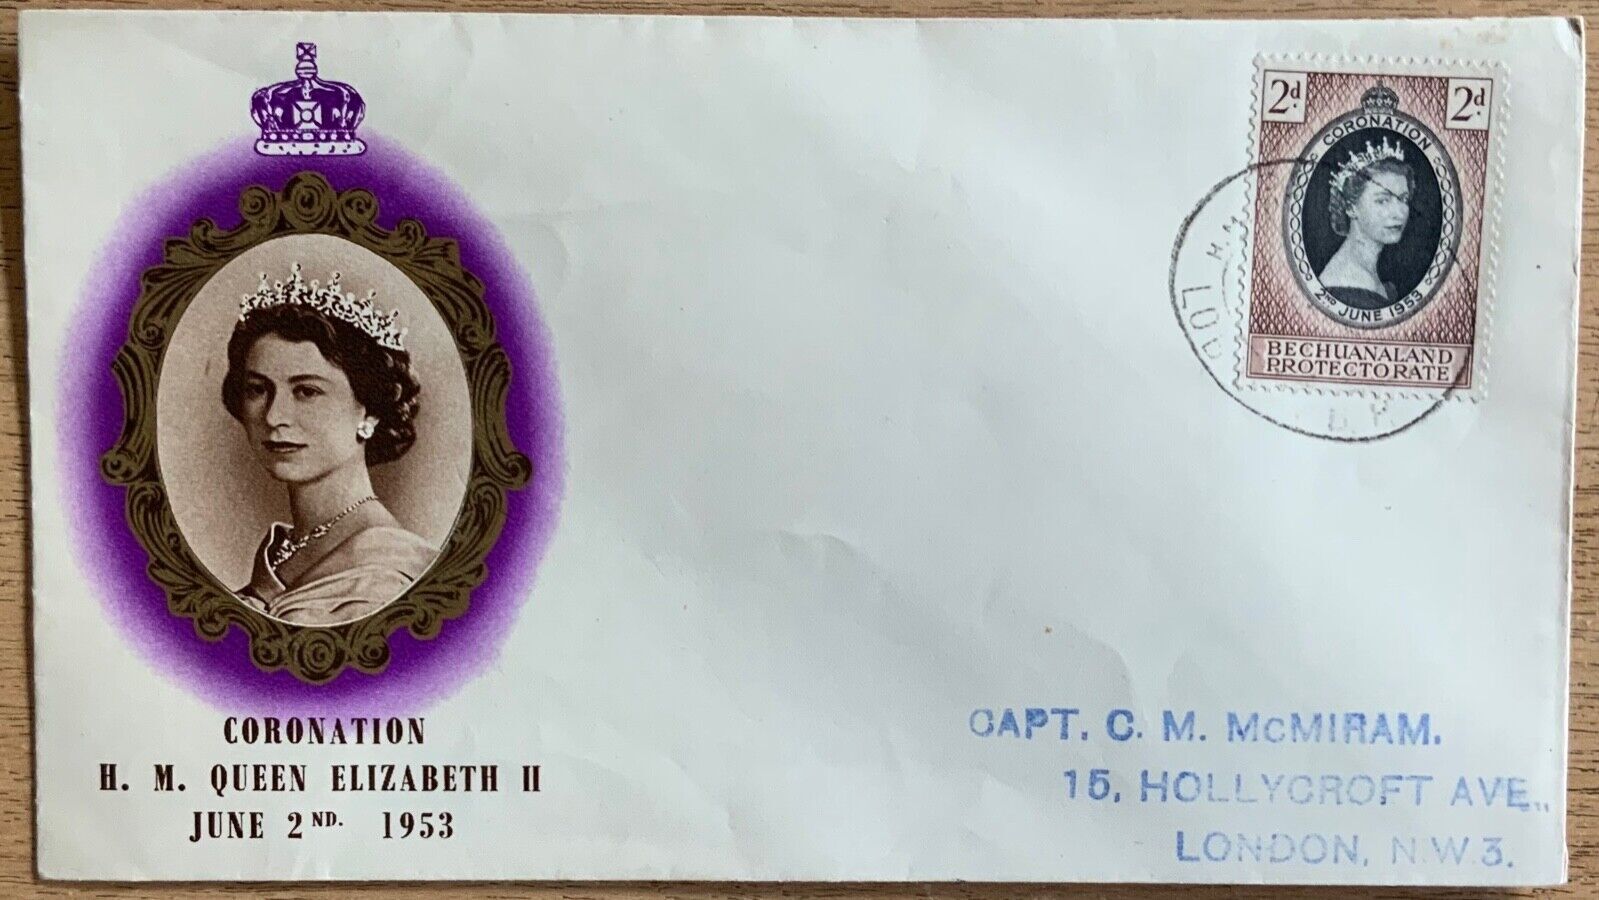 2d. 2d.
CORONATION
2ND JUNE 1953
BECHUANALAND
PROTECTORATE
CORONATION
H. M. QUEEN ELIZABETH II
JUNE 2ND. 1953
CAPT. C. M. McMIRAM.
15, HOLLYCROFT AVE.,
LONDON, N.W.3.